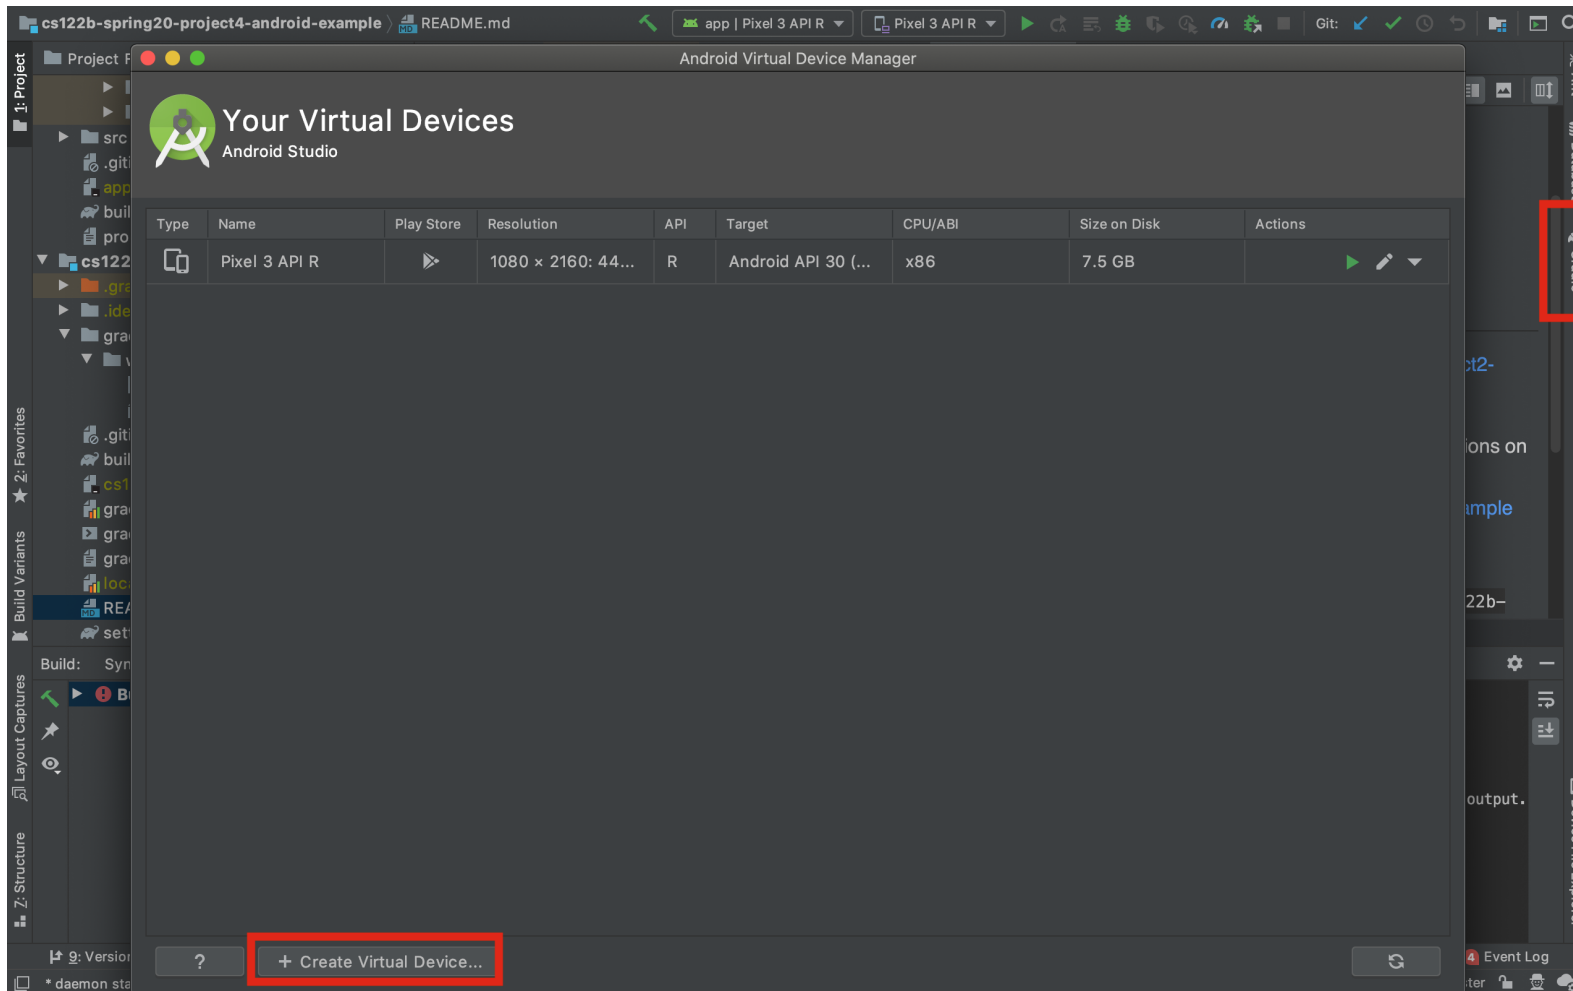 cs122b-spring20-project4-android-example
README.md
app | Pixel 3 API R
Pixel 3 API R
Git:
1: Project
2: Favorites
Build Variants
Layout Captures
7: Structure
Project
Android Virtual Device Manager
Your Virtual Devices
Android Studio
Type Name Play Store Resolution API Target CPU/ABI Size on Disk Actions
Pixel 3 API R 1080 × 2160: 44... R Android API 30 (... x86 7.5 GB
src
.giti
app
buil
pro
cs122
.gra
.ide
gra
.giti
buil
cs1
gra
gra
gra
loc
REA
sett
MD
ct2-
ions on
ample
22b-
Build: Syn
output.
?
+ Create Virtual Device...
9: Version
4 Event Log
* daemon sta